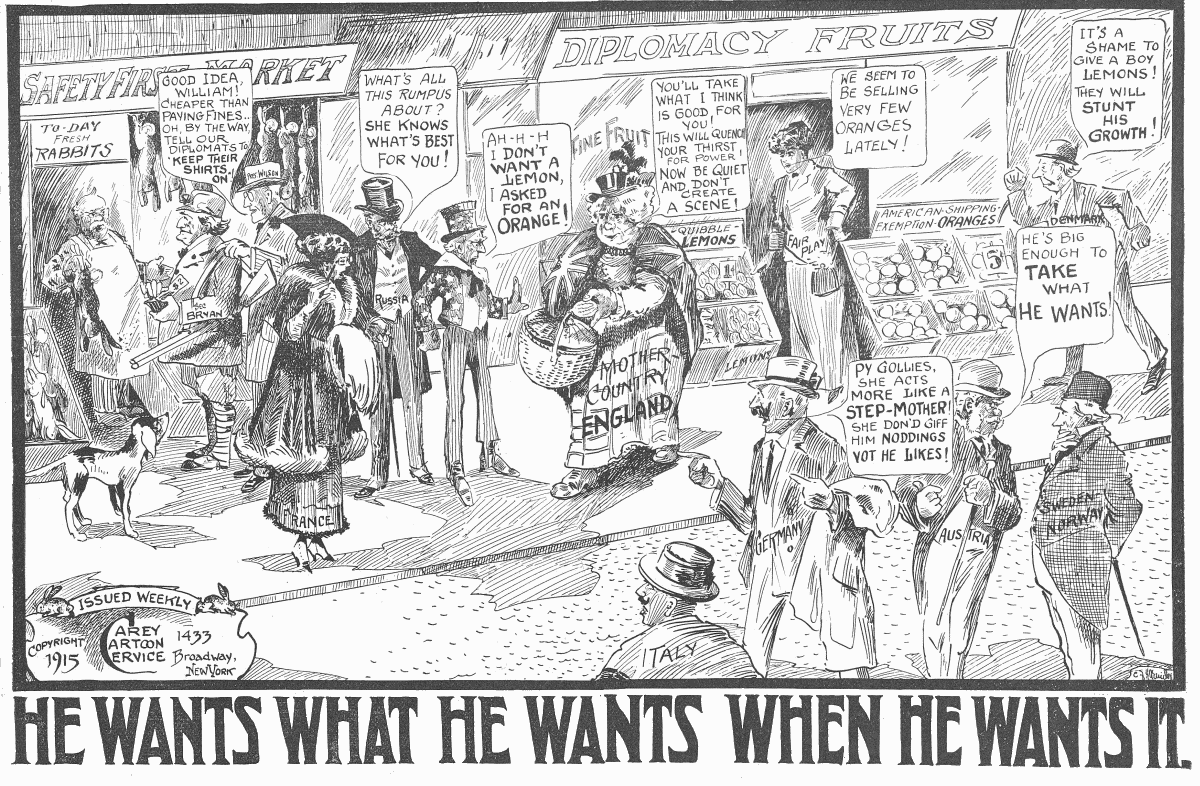 SAFETY FIRST MARKET
DIPLOMACY FRUITS
TO-DAY
FRESH
RABBITS
GOOD IDEA,
WILLIAM!
CHEAPER THAN
PAYING FINES..
OH, BY THE WAY,
TELL OUR
DIPLOMATS TO
'KEEP THEIR
SHIRTS
ON'
PRES WILSON
WHAT'S ALL
THIS RUMPUS
ABOUT?
SHE KNOWS
WHAT'S BEST
FOR YOU!
AH-H-H
I DON'T
WANT A
LEMON,
I ASKED
FOR AN
ORANGE!
FINE FRUIT
YOU'LL TAKE
WHAT I THINK
IS GOOD, FOR
YOU!
THIS WILL QUENCH
YOUR THIRST
FOR POWER!
NOW BE QUIET
AND DON'T
CREATE
A SCENE!
WE SEEM TO
BE SELLING
VERY FEW
ORANGES
LATELY!
IT'S A
SHAME TO
GIVE A BOY
LEMONS!
THEY WILL
STUNT
HIS
GROWTH!
QUIBBLE-
LEMONS
1¢
FAIR
PLAY
AMERICAN-SHIPPING-
EXEMPTION-ORANGES
5¢
DENMARK
HE'S BIG
ENOUGH TO
TAKE
WHAT
HE WANTS!
$2
SEC
BRYAN
RUSSIA
MOTHER-
COUNTRY
ENGLAND
LEMONS
PY GOLLIES,
SHE ACTS
MORE LIKE A
STEP-MOTHER!
SHE DON'D GIFF
HIM NODDINGS
VOT HE LIKES!
FRANCE
GERMANY
AUSTRIA
SWEDEN
NORWAY
ITALY
ISSUED WEEKLY
COPYRIGHT
1915
CAREY
CARTOON
SERVICE
1433
Broadway,
NEW YORK
HE WANTS WHAT HE WANTS WHEN HE WANTS IT.